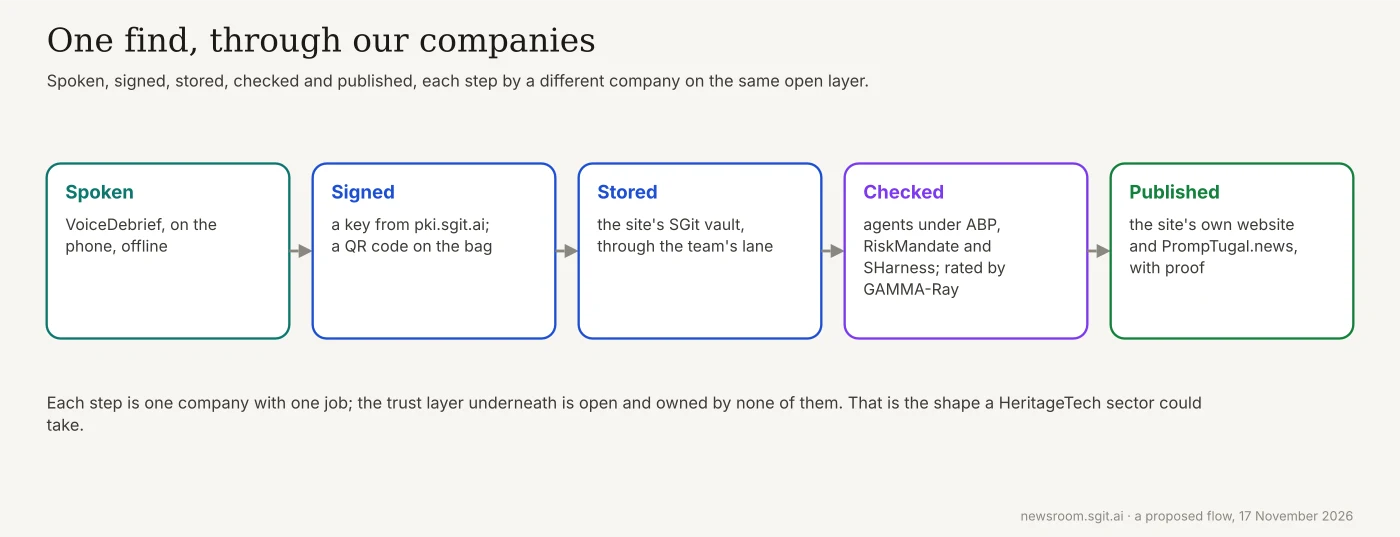 One find, through our companies
Spoken, signed, stored, checked and published, each step by a different company on the same open layer.
Spoken
VoiceDebrief, on the
phone, offline
Signed
a key from pki.sgit.ai;
a QR code on the bag
Stored
the site's SGit vault,
through the team's lane
Checked
agents under ABP,
RiskMandate and
SHarness; rated by
GAMMA-Ray
Published
the site's own website
and PrompTugal.news,
with proof
Each step is one company with one job; the trust layer underneath is open and owned by none of them. That is the shape a HeritageTech sector could
take.
newsroom.sgit.ai · a proposed flow, 17 November 2026